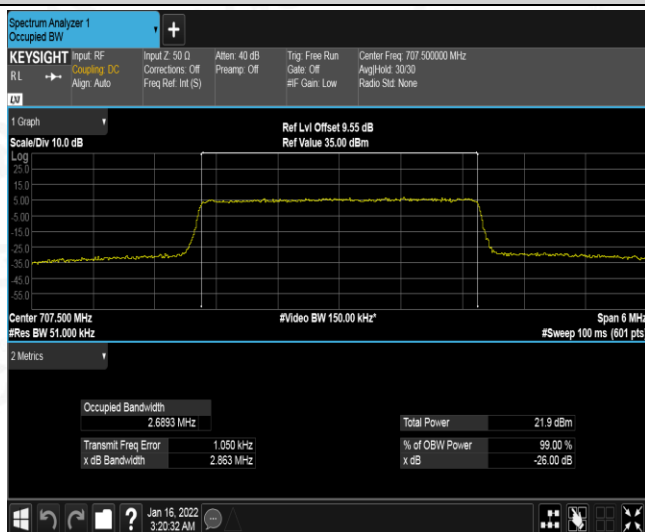 Spectrum Analyzer 1
Occupied BW
+
KEYSIGHT
RL
LXI
Input: RF
Coupling: DC
Align: Auto
Input Z: 50 Ω
Corrections: Off
Freq Ref: Int (S)
Atten: 40 dB
Preamp: Off
Trig: Free Run
Gate: Off
#IF Gain: Low
Center Freq: 707.500000 MHz
Avg|Hold: 30/30
Radio Std: None
1 Graph
Scale/Div 10.0 dB
Ref Lvl Offset 9.55 dB
Ref Value 35.00 dBm
Log
25.0
15.0
5.00
-5.00
-15.0
-25.0
-35.0
-45.0
-55.0
Center 707.500 MHz
#Res BW 51.000 kHz
#Video BW 150.00 kHz*
Span 6 MHz
#Sweep 100 ms (601 pts)
2 Metrics
Occupied Bandwidth
2.6893 MHz
Transmit Freq Error 1.050 kHz
x dB Bandwidth 2.863 MHz
Total Power 21.9 dBm
% of OBW Power 99.00 %
x dB -26.00 dB
?
Jan 16, 2022
3:20:32 AM